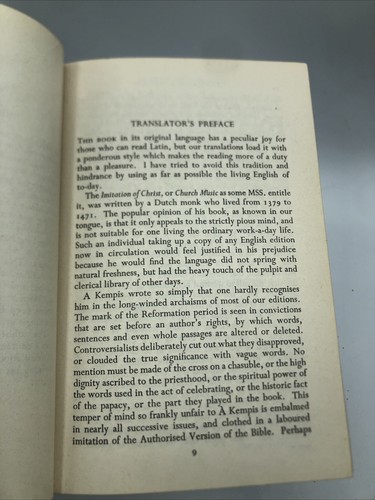 TRANSLATOR'S PREFACE
THIS BOOK in its original language has a peculiar joy for
those who can read Latin, but our translations load it with
a ponderous style which makes the reading more of a duty
than a pleasure. I have tried to avoid this tradition and
hindrance by using as far as possible the living English of
to-day.
The Imitation of Christ, or Church Music as some MSS. entitle
it, was written by a Dutch monk who lived from 1379 to
1471. The popular opinion of his book, as known in our
tongue, is that it only appeals to the strictly pious mind, and
is not suitable for one living the ordinary work-a-day life.
Such an individual taking up a copy of any English edition
now in circulation would feel justified in his prejudice
because he would find the language did not spring with
natural freshness, but had the heavy touch of the pulpit and
clerical library of other days.
À Kempis wrote so simply that one hardly recognises
him in the long-winded archaisms of most of our editions.
The mark of the Reformation period is seen in convictions
that are set before an author's rights, by which words,
sentences and even whole passages are altered or deleted.
Controversialists deliberately cut out what they disapproved,
or clouded the true significance with vague words. No
mention must be made of the cross on a chasuble, or the high
dignity ascribed to the priesthood, or the spiritual power of
the words used in the act of celebrating, or the historic fact
of the papacy, or the part they played in the book. This
temper of mind so frankly unfair to À Kempis is embalmed
in nearly all successive issues, and clothed in a laboured
imitation of the Authorised Version of the Bible. Perhaps
9